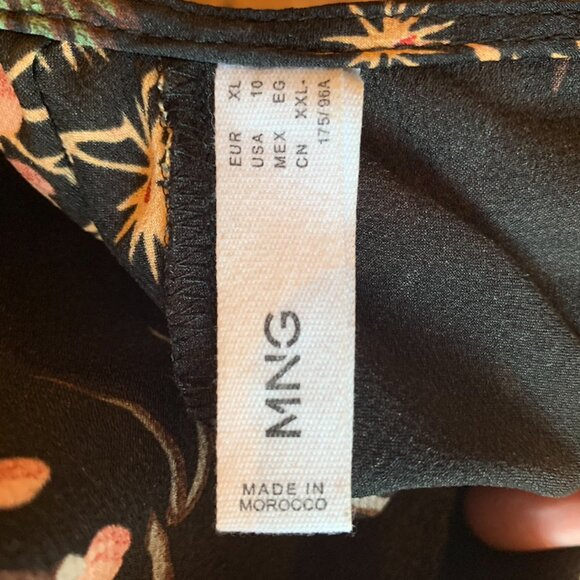 EUR XL
USA 10
MEX EG
CN XXL-
175/96A
MNG
MADE IN
MOROCCO